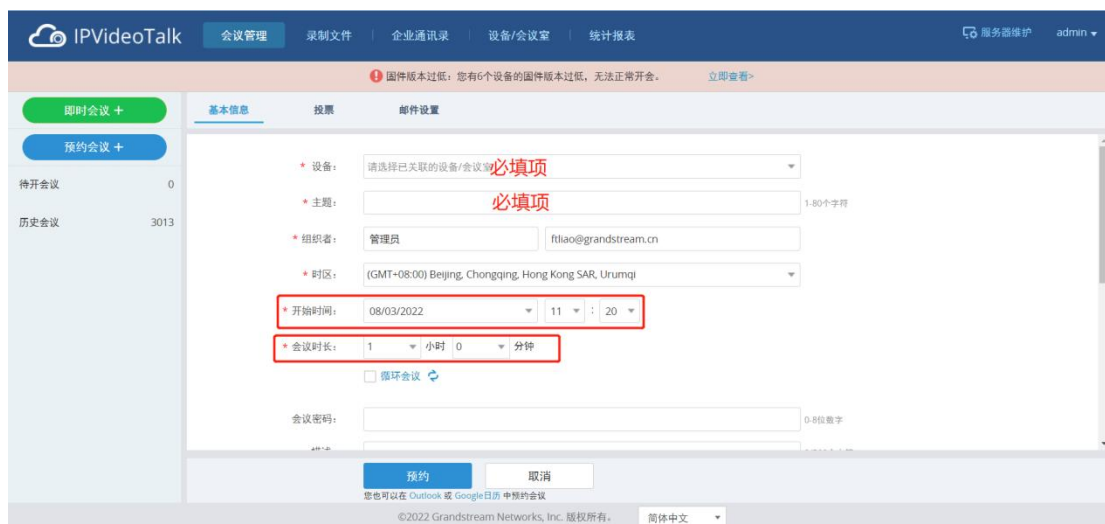 IPVideoTalk 会议管理 录制文件 企业通讯录 设备/会议室 统计报表 服务器维护 admin
固件版本过低：您有6个设备的固件版本过低，无法正常开会。 立即查看>
即时会议 + 基本信息 投票 邮件设置
预约会议 +
* 设备： 请选择已关联的设备/会议室 必填项
待开会议 0
* 主题： 必填项 1-80个字符
历史会议 3013
* 组织者： 管理员 ftliao@grandstream.cn
* 时区： (GMT+08:00) Beijing, Chongqing, Hong Kong SAR, Urumqi
* 开始时间： 08/03/2022 11 : 20
* 会议时长： 1 小时 0 分钟
循环会议
会议密码： 0-8位数字
预约 取消
您也可以在 Outlook 或 Google日历 中预约会议
©2022 Grandstream Networks, Inc. 版权所有。 简体中文